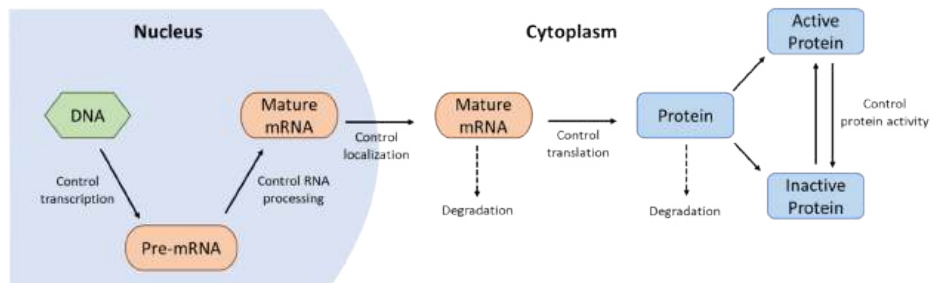 Nucleus
Cytoplasm
Active
Protein
DNA
Mature
mRNA
Control
localization
Mature
mRNA
Control
translation
Protein
Control
protein activity
Control
transcription
Control RNA
processing
Degradation
Degradation
Inactive
Protein
Pre-mRNA